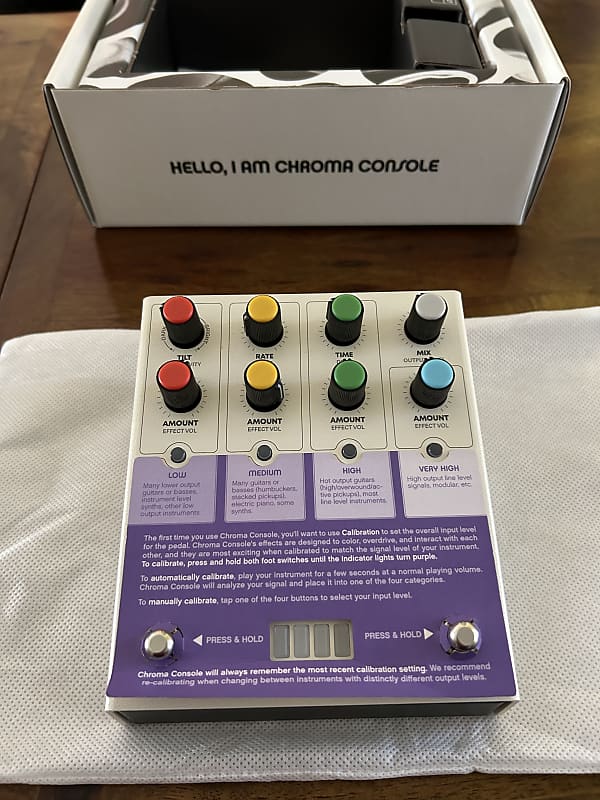 HELLO, I AM CHROMA CONSOLE
TILT RATE TIME MIX
AMOUNT AMOUNT AMOUNT AMOUNT
EFFECT VOL EFFECT VOL EFFECT VOL EFFECT VOL
LOW
Many lower output
guitars or basses,
instrument level
synths, other low
output instruments
MEDIUM
Many guitars or
basses (humbuckers,
stacked pickups),
electric piano, some
synths.
HIGH
Hot output guitars
(high/overwound/ac-
tive pickups), most
line level instruments.
VERY HIGH
High output line level
signals, modular, etc.
The first time you use Chroma Console, you'll want to use Calibration to set the overall input level
for the pedal. Chroma Console's effects are designed to color, overdrive, and interact with each
other, and they are most exciting when calibrated to match the signal level of your instrument.
To calibrate, press and hold both foot switches until the indicator lights turn purple.
To automatically calibrate, play your instrument for a few seconds at a normal playing volume.
Chroma Console will analyze your signal and place it into one of the four categories.
To manually calibrate, tap one of the four buttons to select your input level.
PRESS & HOLD PRESS & HOLD
Chroma Console will always remember the most recent calibration setting. We recommend
re-calibrating when changing between instruments with distinctly different output levels.